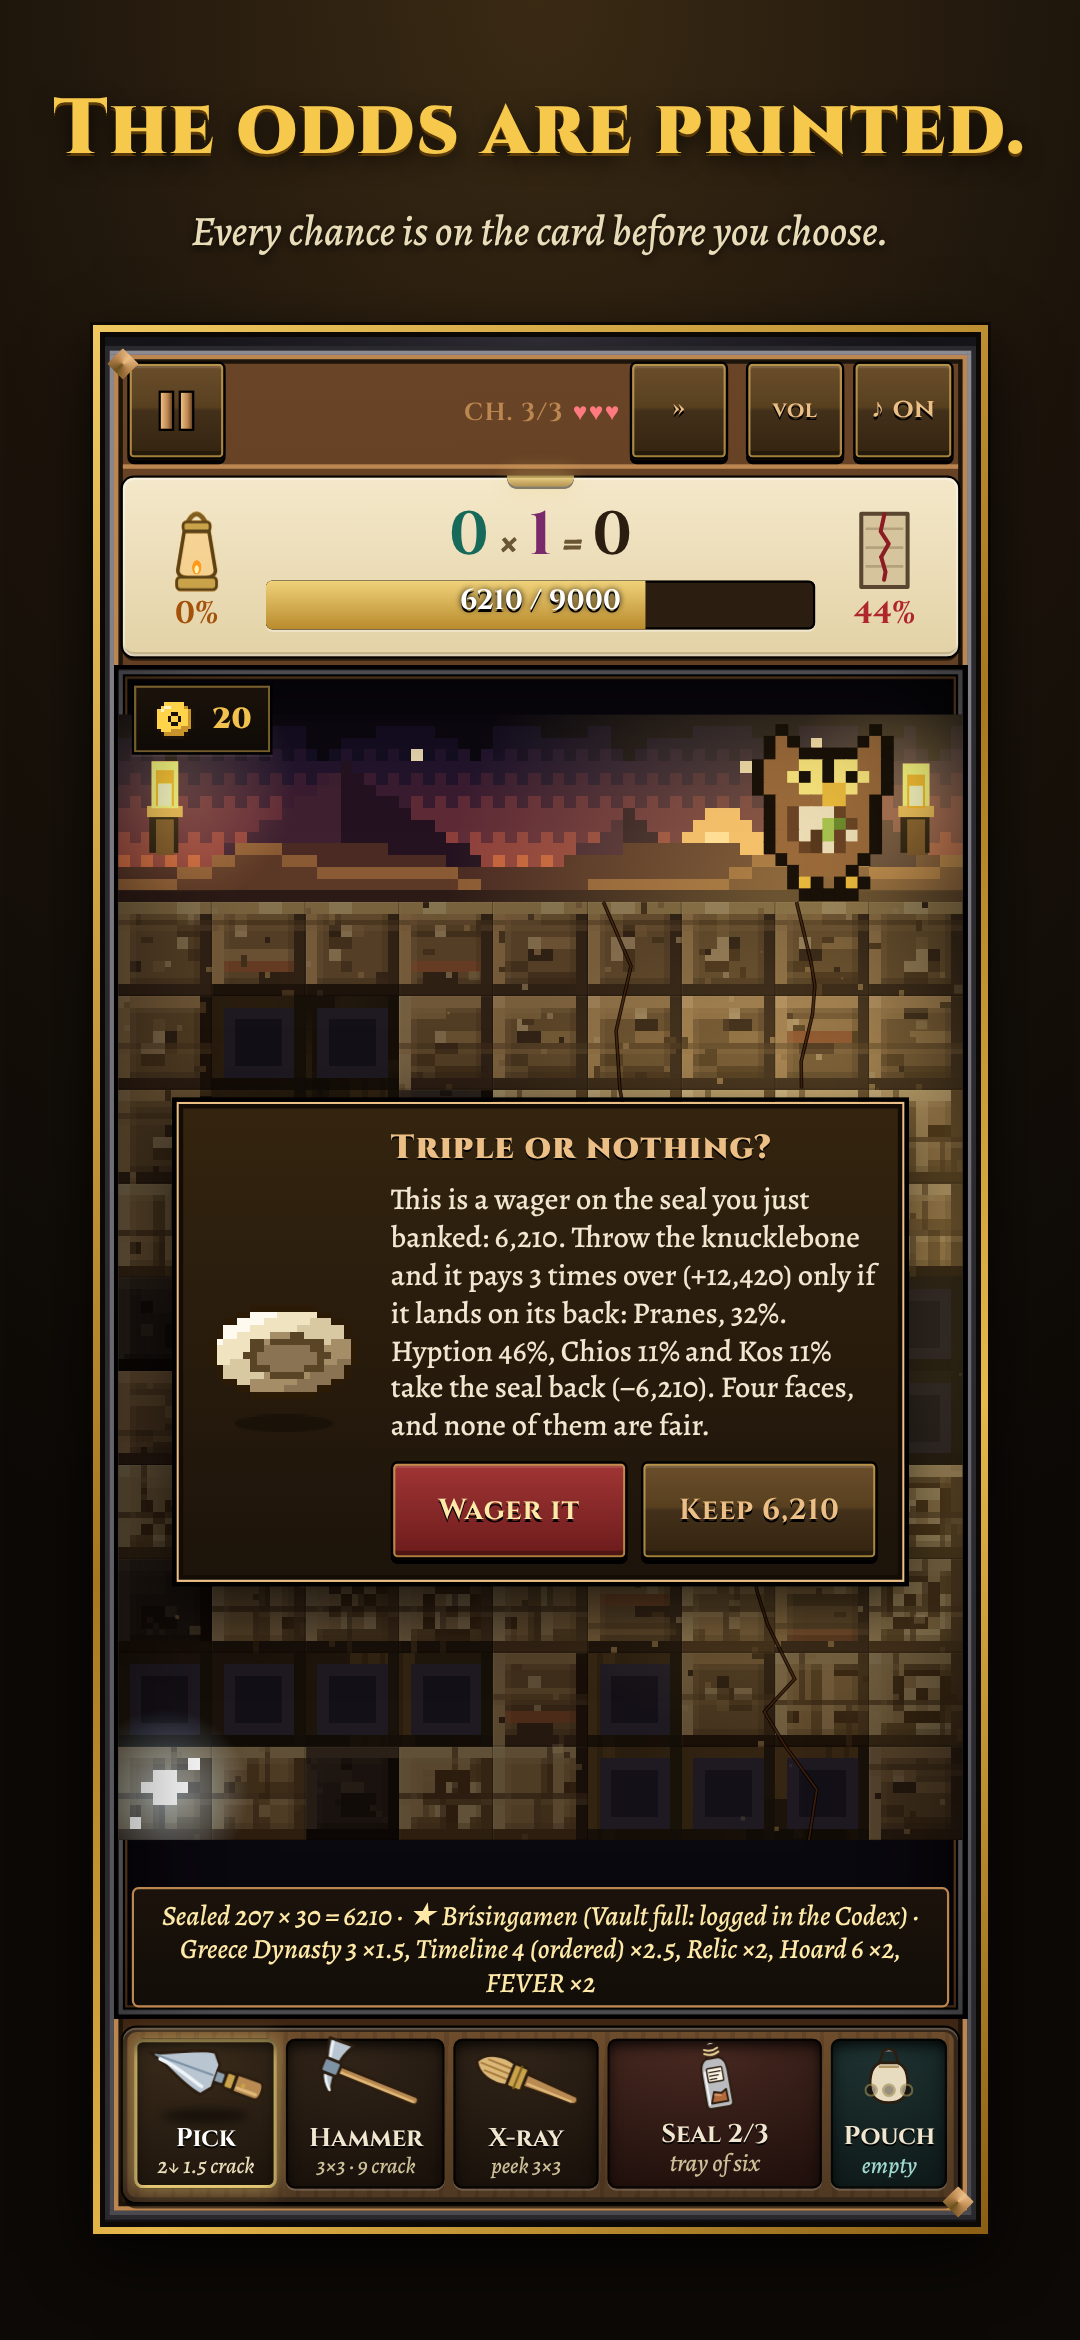 The odds are printed.
Every chance is on the card before you choose.
CH. 3/3 ♥♥♥ » VOL ♪ ON
0 × 1 = 0
0% 6210 / 9000 44%
20
Triple or nothing?
This is a wager on the seal you just
banked: 6,210. Throw the knucklebone
and it pays 3 times over (+12,420) only if
it lands on its back: Pranes, 32%.
Hyption 46%, Chios 11% and Kos 11%
take the seal back (−6,210). Four faces,
and none of them are fair.
Wager it Keep 6,210
Sealed 207 × 30 = 6210 · ★ Brísingamen (Vault full: logged in the Codex) ·
Greece Dynasty 3 ×1.5, Timeline 4 (ordered) ×2.5, Relic ×2, Hoard 6 ×2,
FEVER ×2
Pick Hammer X-ray Seal 2/3 Pouch
2↓ 1.5 crack 3×3 · 9 crack peek 3×3 tray of six empty